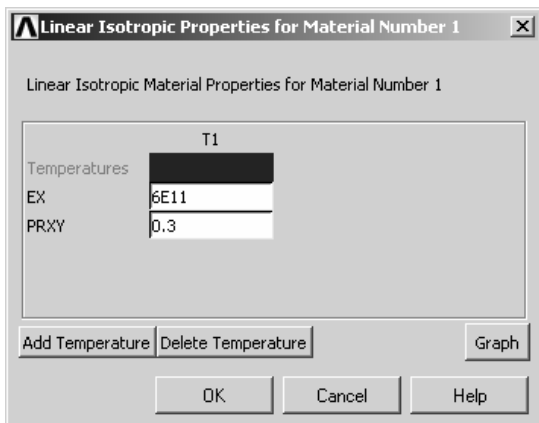 Linear Isotropic Properties for Material Number 1
Linear Isotropic Material Properties for Material Number 1
T1
Temperatures
EX 6E11
PRXY 0.3
Add Temperature Delete Temperature Graph
OK Cancel Help